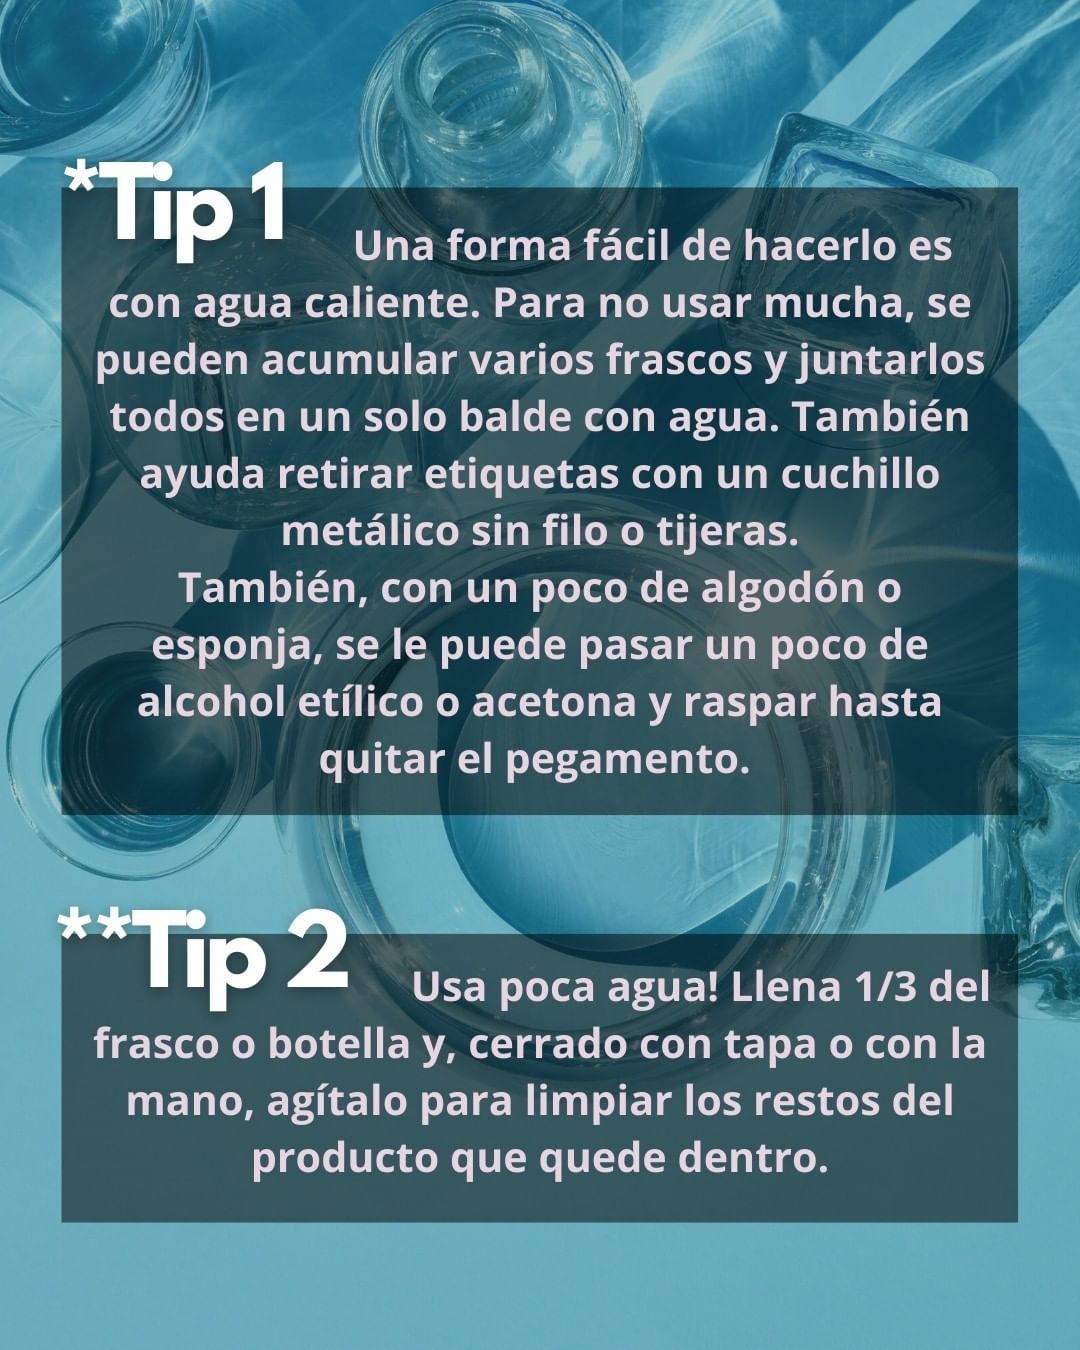 *Tip 1
Una forma fácil de hacerlo es
con agua caliente. Para no usar mucha, se
pueden acumular varios frascos y juntarlos
todos en un solo balde con agua. También
ayuda retirar etiquetas con un cuchillo
metálico sin filo o tijeras.
También, con un poco de algodón o
esponja, se le puede pasar un poco de
alcohol etílico o acetona y raspar hasta
quitar el pegamento.
**Tip 2
Usa poca agua! Llena 1/3 del
frasco o botella y, cerrado con tapa o con la
mano, agítalo para limpiar los restos del
producto que quede dentro.